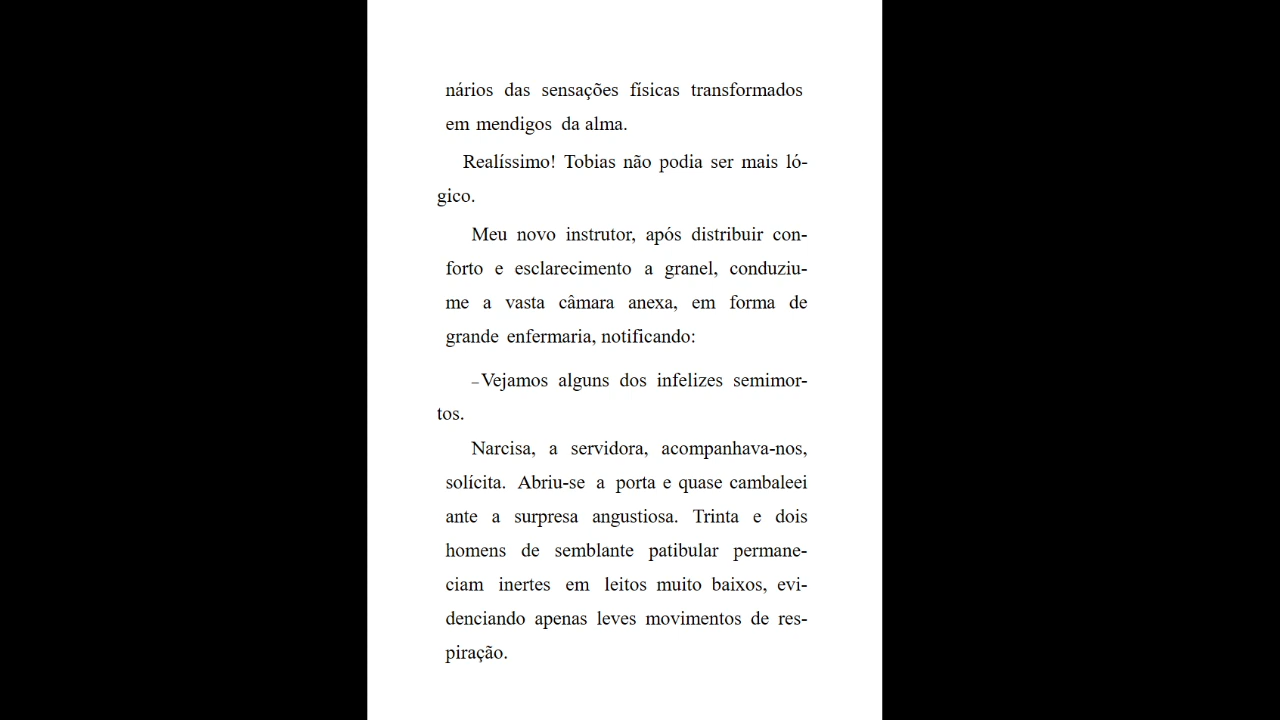 nários das sensações físicas transformados
em mendigos da alma.
Realíssimo! Tobias não podia ser mais ló-
gico.
Meu novo instrutor, após distribuir con-
forto e esclarecimento a granel, conduziu-
me a vasta câmara anexa, em forma de
grande enfermaria, notificando:
–Vejamos alguns dos infelizes semimor-
tos.
Narcisa, a servidora, acompanhava-nos,
solícita. Abriu-se a porta e quase cambaleei
ante a surpresa angustiosa. Trinta e dois
homens de semblante patibular permane-
ciam inertes em leitos muito baixos, evi-
denciando apenas leves movimentos de res-
piração.